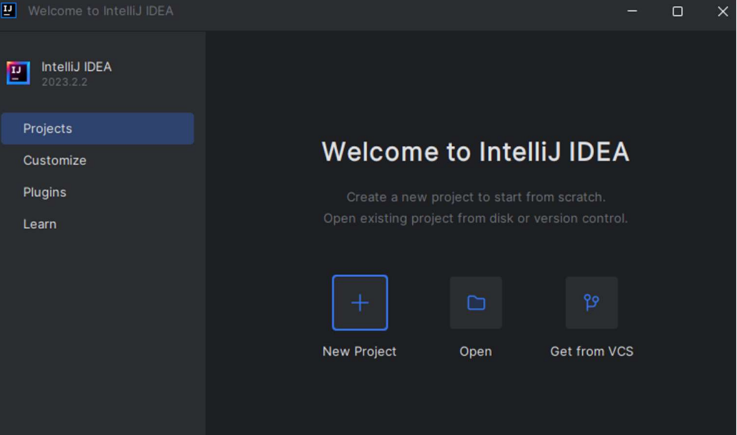 Welcome to IntelliJ IDEA
IntelliJ IDEA
2023.2.2
Projects
Customize
Plugins
Learn
Welcome to IntelliJ IDEA
Create a new project to start from scratch.
Open existing project from disk or version control.
New Project
Open
Get from VCS